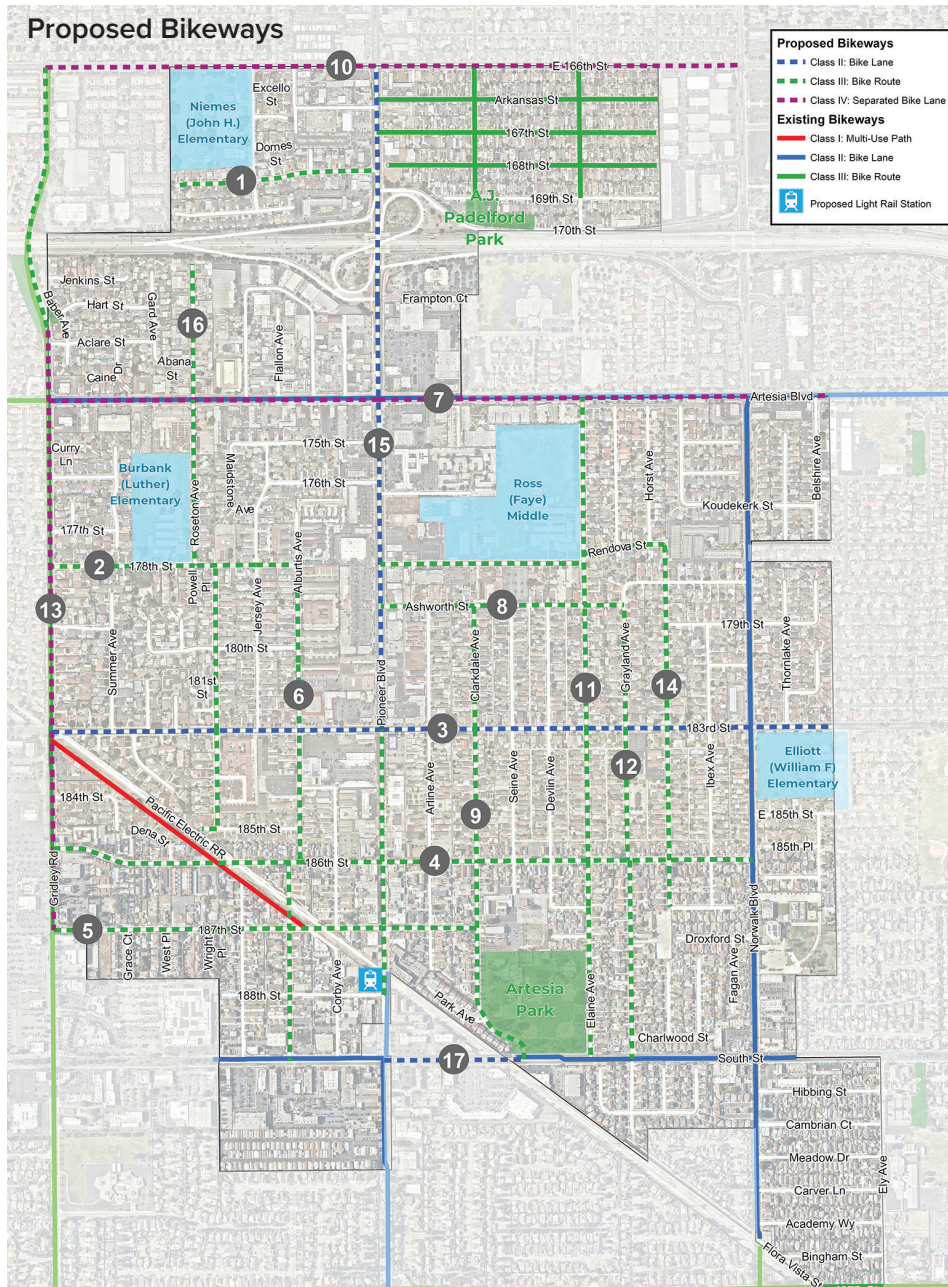 Proposed Bikeways
Proposed Bikeways
Class II: Bike Lane
Class III: Bike Route
Class IV: Separated Bike Lane
Existing Bikeways
Class I: Multi-Use Path
Class II: Bike Lane
Class III: Bike Route
Proposed Light Rail Station
10
E 166th St
Niemes
(John H.)
Elementary
Excello
St
Arkansas St
167th St
Domes
St
168th St
1
169th St
A.J.
Padelford
Park
170th St
Jenkins St
Baber Ave
Hart St
Gard Ave
Frampton Ct
16
Aclare St
Flallon Ave
Caine Dr
Abana
St
7
Artesia Blvd
15
175th St
Curry
Ln
Burbank
(Luther)
Elementary
Maidstone
Ave
176th St
Roseton Ave
Ross
(Faye)
Middle
Horst Ave
Belshire Ave
Koudekerk St
177th St
Rendova St
2
178th St
Powell
Pl
Alburtis Ave
Jersey Ave
8
Ashworth St
13
179th St
Summer Ave
180th St
Clarkdale Ave
Grayland Ave
Thornlake Ave
181st
St
6
11
14
Pioneer Blvd
3
183rd St
Elliott
(William F)
Elementary
12
Arline Ave
Seine Ave
Devlin Ave
Ibex Ave
184th St
Pacific Electric RR
9
E 185th St
Dena St
185th St
185th Pl
Gridley Rd
186th St
4
5
187th St
Norwalk Blvd
Grace Ct
West Pl
Wright
Pl
Droxford St
Corby Ave
188th St
Park Ave
Artesia
Park
Elaine Ave
Fagan Ave
Charlwood St
17
South St
Hibbing St
Cambrian Ct
Meadow Dr
Ely Ave
Carver Ln
Academy Wy
Flora Vista St
Bingham St